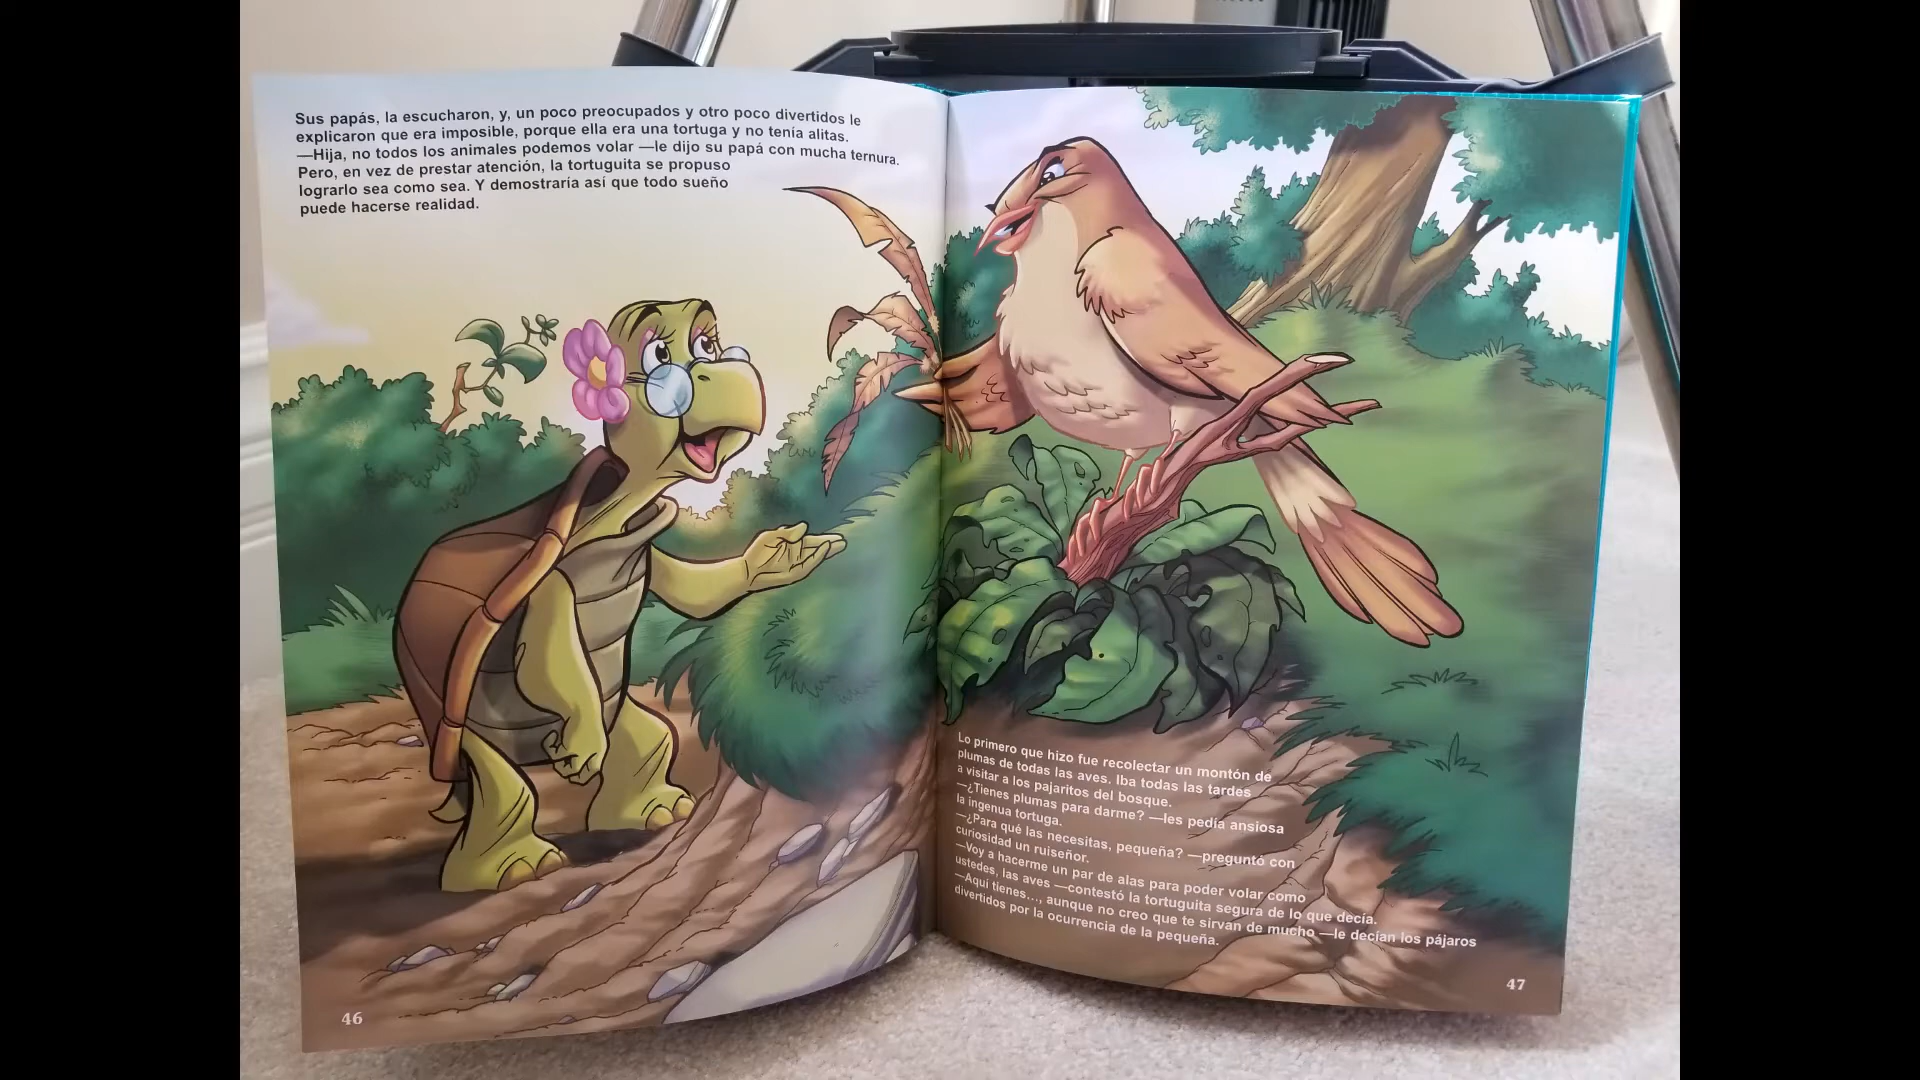 Sus papás, la escucharon, y, un poco preocupados y otro poco divertidos le
explicaron que era imposible, porque ella era una tortuga y no tenía alitas.
—Hija, no todos los animales podemos volar —le dijo su papá con mucha ternura.
Pero, en vez de prestar atención, la tortuguita se propuso
lograrlo sea como sea. Y demostraría así que todo sueño
puede hacerse realidad.
46
Lo primero que hizo fue recolectar un montón de
plumas de todas las aves. Iba todas las tardes
a visitar a los pajaritos del bosque.
—¿Tienes plumas para darme? —les pedía ansiosa
la ingenua tortuga.
—¿Para qué las necesitas, pequeña? —preguntó con
curiosidad un ruiseñor.
—Voy a hacerme un par de alas para poder volar como
ustedes, las aves —contestó la tortuguita segura de lo que decía.
—Aquí tienes..., aunque no creo que te sirvan de mucho —le decían los pájaros
divertidos por la ocurrencia de la pequeña.
47